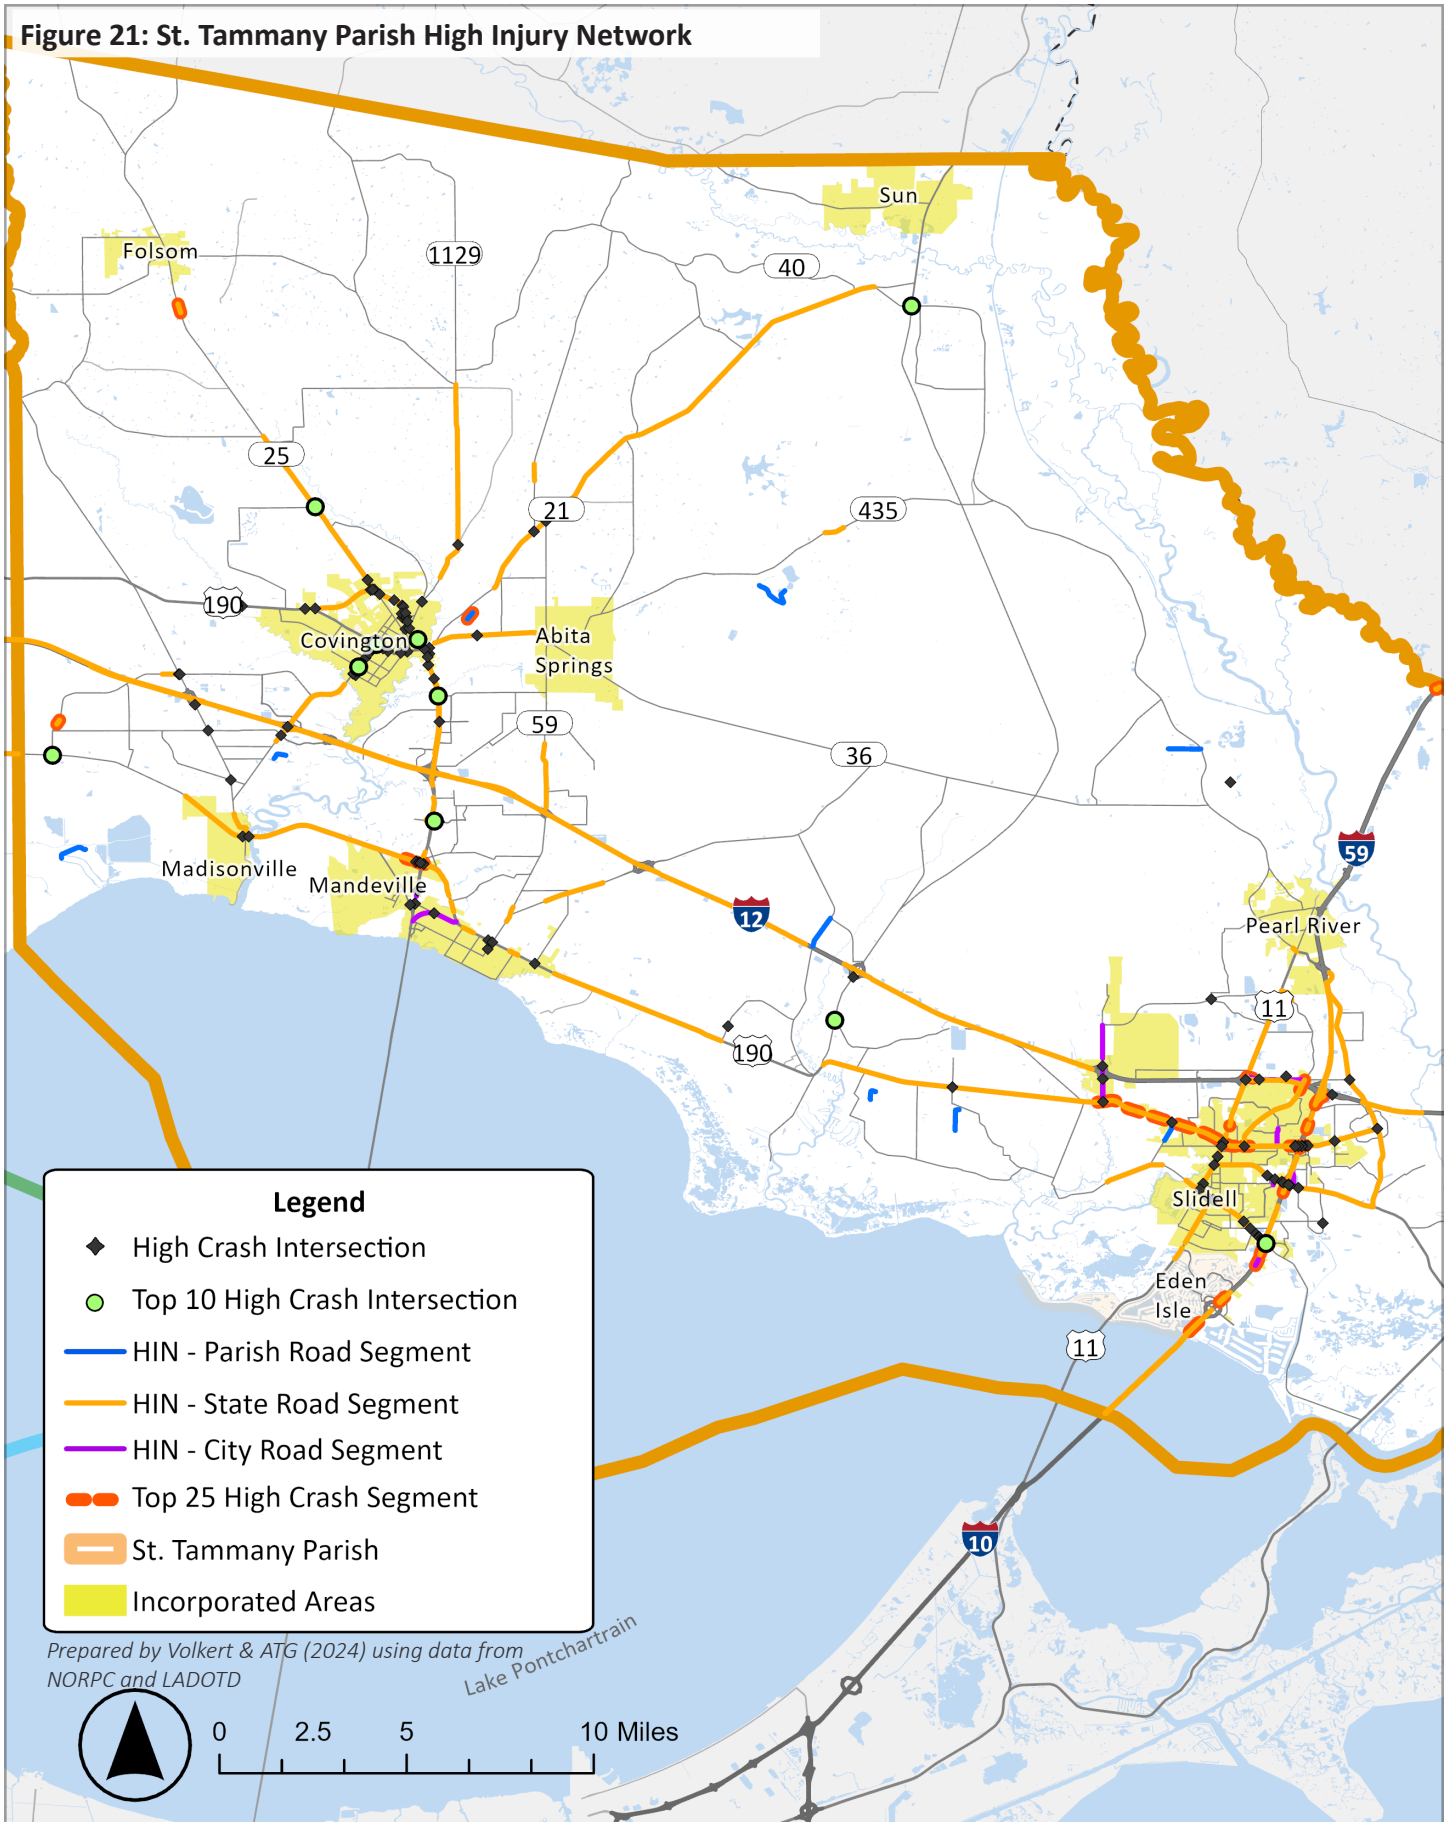 Figure 21: St. Tammany Parish High Injury Network
Sun
Folsom
1129
40
25
21
435
190
Covington
Abita
Springs
59
36
59
Madisonville
Mandeville
12
Pearl River
11
190
Slidell
Eden
Isle
11
10
Legend
High Crash Intersection
Top 10 High Crash Intersection
HIN - Parish Road Segment
HIN - State Road Segment
HIN - City Road Segment
Top 25 High Crash Segment
St. Tammany Parish
Incorporated Areas
Prepared by Volkert & ATG (2024) using data from
NORPC and LADOTD
Lake Pontchartrain
0 2.5 5 10 Miles